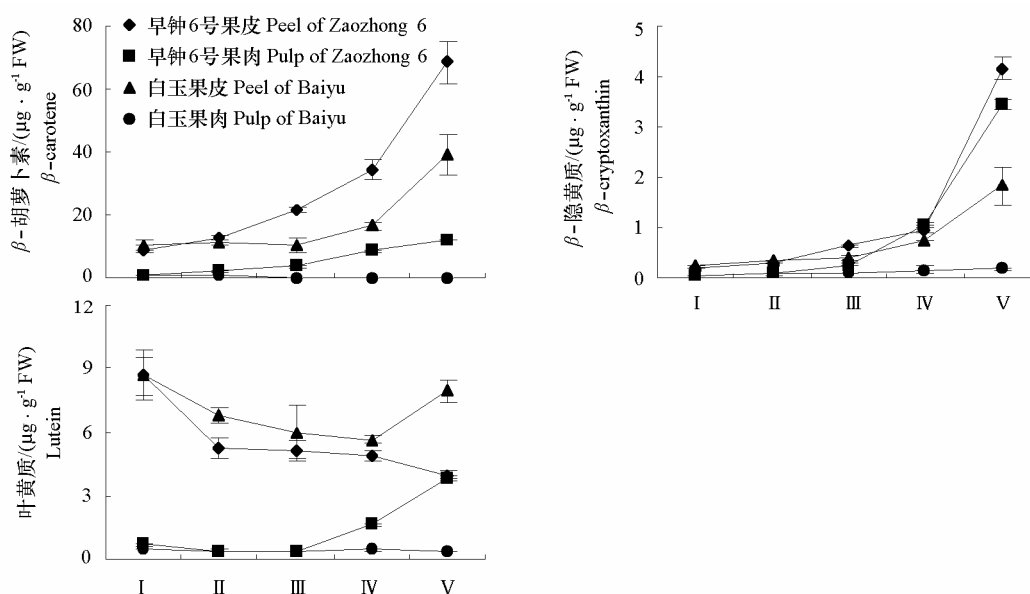 80
60
40
20
0
β-胡萝卜素/(μg · g-1 FW)
β-carotene
早钟6号果皮 Peel of Zaozhong 6
早钟6号果肉 Pulp of Zaozhong 6
白玉果皮 Peel of Baiyu
白玉果肉 Pulp of Baiyu
5
4
3
2
1
0
β-隐黄质/(μg · g-1 FW)
β-cryptoxanthin
I II III IV V
12
9
6
3
0
叶黄质/(μg · g-1 FW)
Lutein
I II III IV V